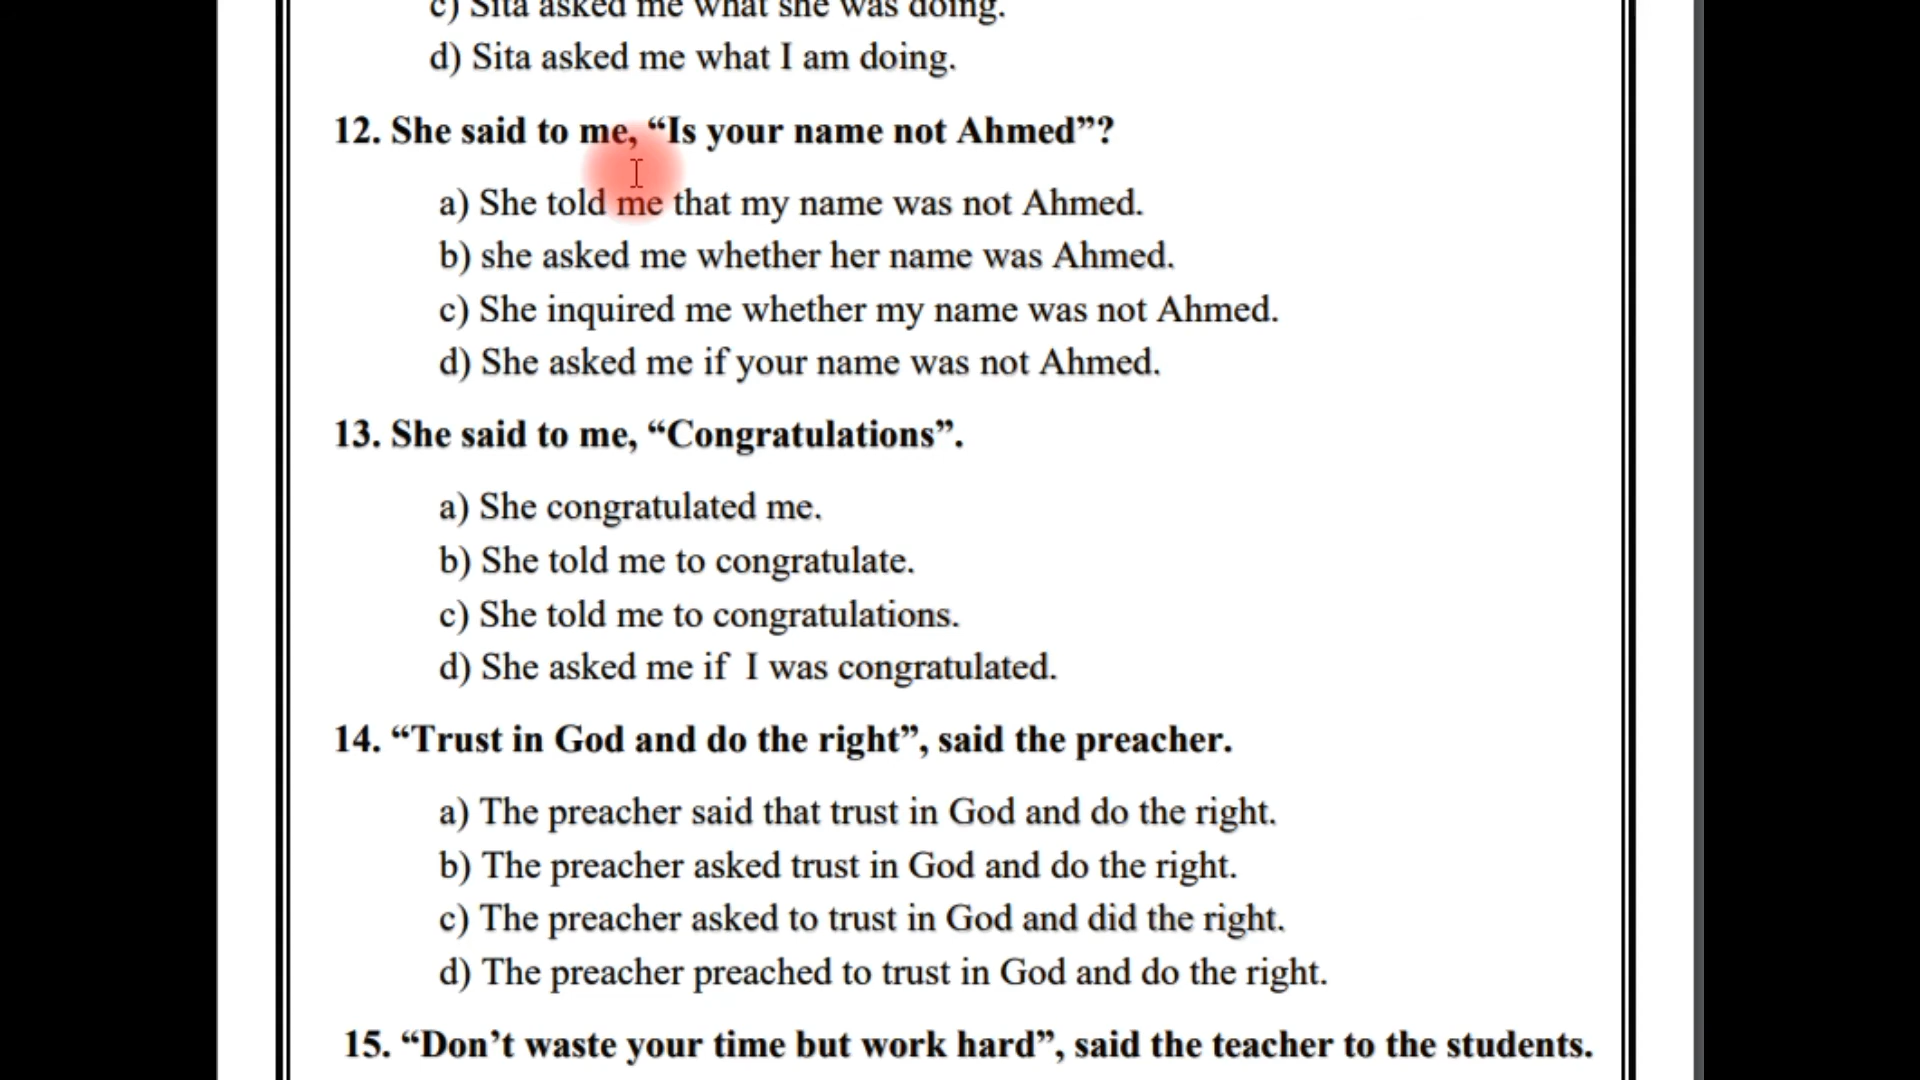 c) Sita asked me what she was doing.
d) Sita asked me what I am doing.
12. She said to me, “Is your name not Ahmed”?
a) She told me that my name was not Ahmed.
b) she asked me whether her name was Ahmed.
c) She inquired me whether my name was not Ahmed.
d) She asked me if your name was not Ahmed.
13. She said to me, “Congratulations”.
a) She congratulated me.
b) She told me to congratulate.
c) She told me to congratulations.
d) She asked me if I was congratulated.
14. “Trust in God and do the right”, said the preacher.
a) The preacher said that trust in God and do the right.
b) The preacher asked trust in God and do the right.
c) The preacher asked to trust in God and did the right.
d) The preacher preached to trust in God and do the right.
15. “Don’t waste your time but work hard”, said the teacher to the students.